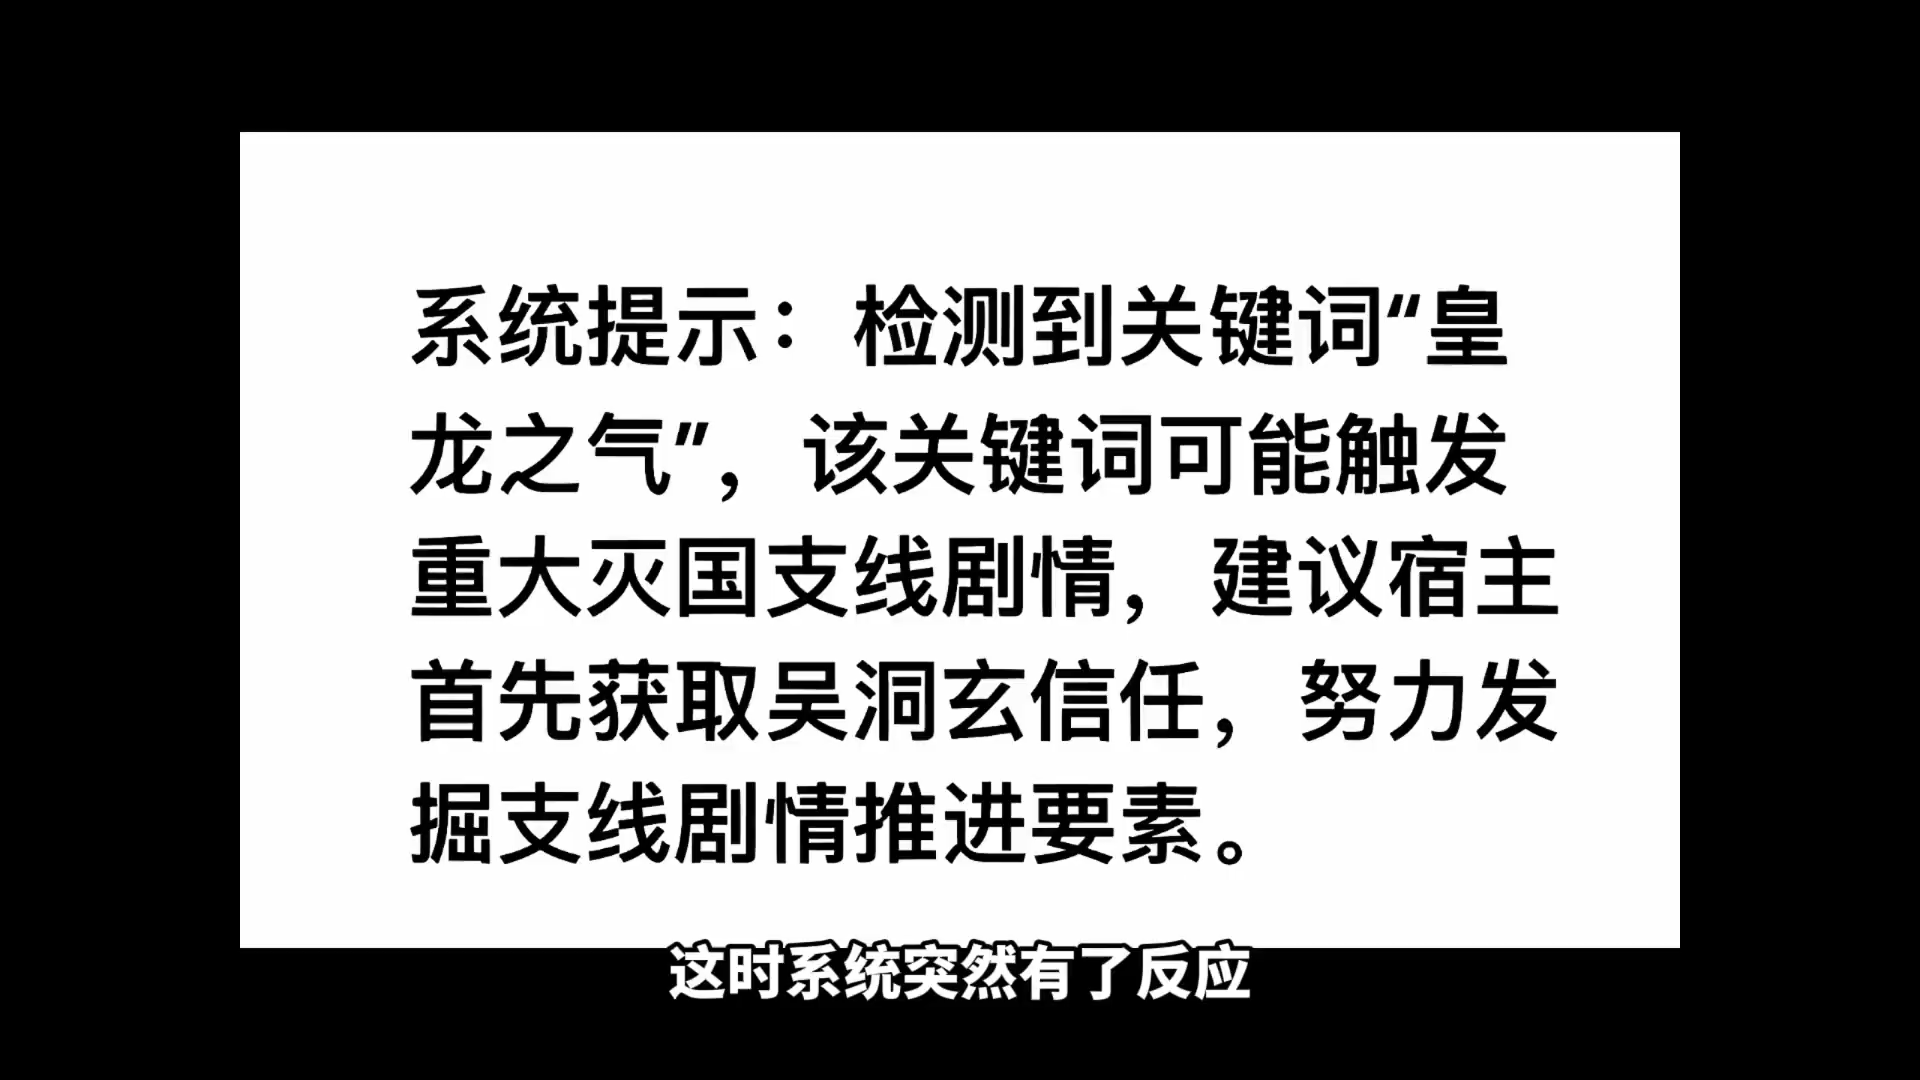 系统提示：检测到关键词“皇
龙之气”，该关键词可能触发
重大灭国支线剧情，建议宿主
首先获取吴洞玄信任，努力发
掘支线剧情推进要素。
这时系统突然有了反应